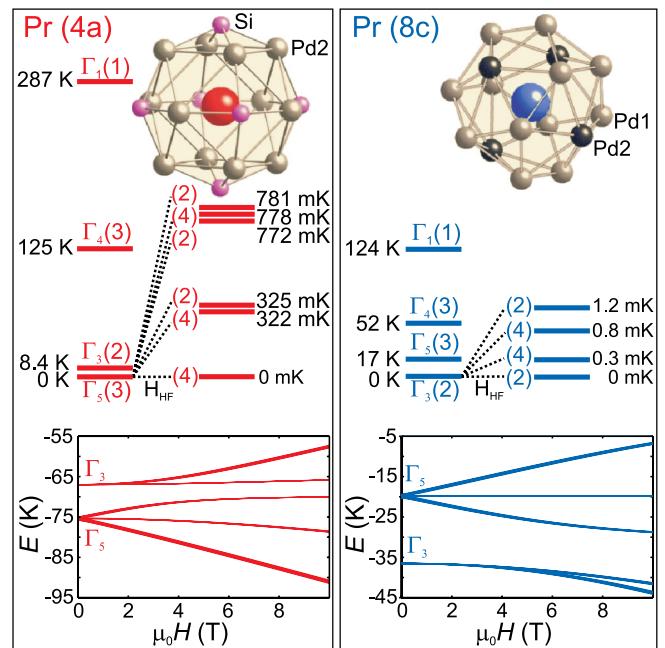 Pr (4a)
Si
Pd2
Γ₁(1)
287 K
(2)
781 mK
(4)
778 mK
(2)
772 mK
Γ₄(3)
125 K
(2)
325 mK
(4)
322 mK
8.4 K
Γ₃(2)
0 K
Γ₅(3)
H_HF
(4)
0 mK
-55
-65
-75
-85
-95
E (K)
Γ₃
Γ₅
0
2
4
6
8
10
μ₀H (T)
Pr (8c)
Pd1
Pd2
Γ₁(1)
124 K
Γ₄(3)
52 K
(2)
1.2 mK
(4)
0.8 mK
Γ₅(3)
17 K
(4)
0.3 mK
0 K
Γ₃(2)
H_HF
(2)
0 mK
-5
-15
-25
-35
-45
E (K)
Γ₅
Γ₃
0
2
4
6
8
10
μ₀H (T)